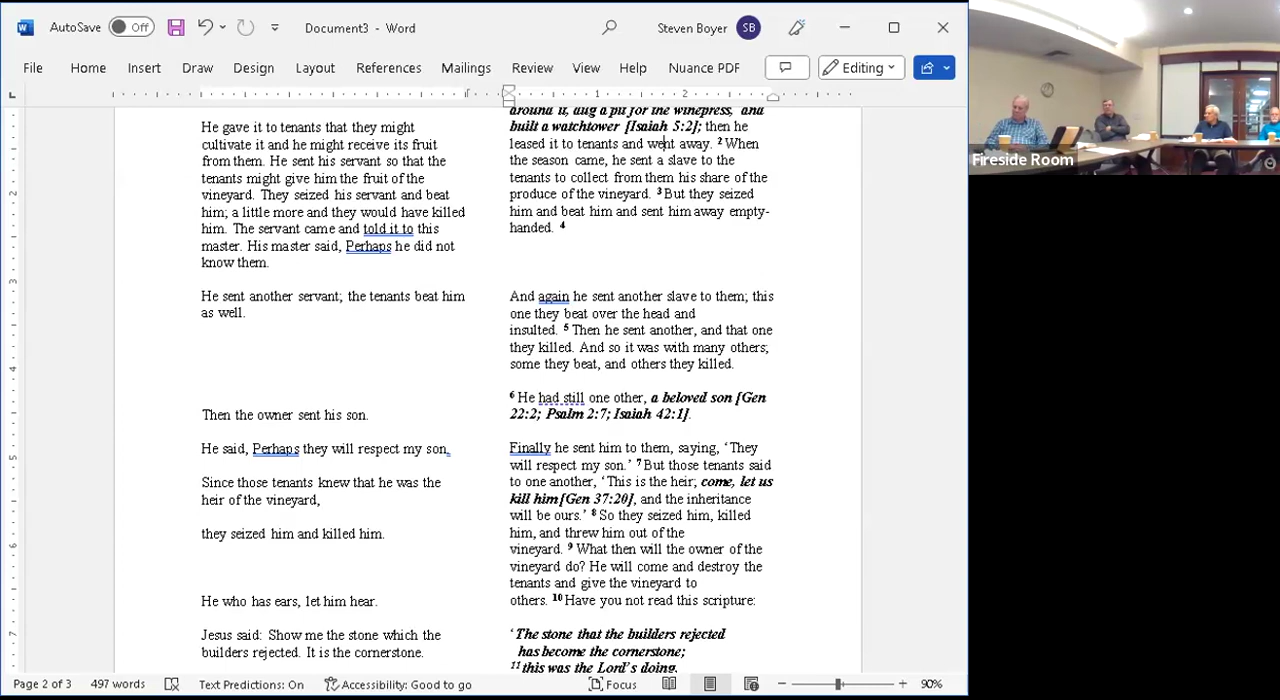 AutoSave Off Document3 - Word Steven Boyer SB
File Home Insert Draw Design Layout References Mailings Review View Help Nuance PDF Editing
L 1 2
He gave it to tenants that they might
cultivate it and he might receive its fruit
from them. He sent his servant so that the
tenants might give him the fruit of the
vineyard. They seized his servant and beat
him; a little more and they would have killed
him. The servant came and told it to this
master. His master said, Perhaps he did not
know them.
He sent another servant; the tenants beat him
as well.
Then the owner sent his son.
He said, Perhaps they will respect my son.
Since those tenants knew that he was the
heir of the vineyard,
they seized him and killed him.
He who has ears, let him hear.
Jesus said: Show me the stone which the
builders rejected. It is the cornerstone.
around it, dug a pit for the winepress, and
built a watchtower [Isaiah 5:2]; then he
leased it to tenants and went away. 2 When
the season came, he sent a slave to the
tenants to collect from them his share of the
produce of the vineyard. 3 But they seized
him and beat him and sent him away empty-
handed. 4
And again he sent another slave to them; this
one they beat over the head and
insulted. 5 Then he sent another, and that one
they killed. And so it was with many others;
some they beat, and others they killed.
6 He had still one other, a beloved son [Gen
22:2; Psalm 2:7; Isaiah 42:1].
Finally he sent him to them, saying, ‘They
will respect my son.’ 7 But those tenants said
to one another, ‘This is the heir; come, let us
kill him [Gen 37:20], and the inheritance
will be ours.’ 8 So they seized him, killed
him, and threw him out of the
vineyard. 9 What then will the owner of the
vineyard do? He will come and destroy the
tenants and give the vineyard to
others. 10 Have you not read this scripture:
‘The stone that the builders rejected
has become the cornerstone;
11 this was the Lord’s doing,
2
3
4
5
6
7
Page 2 of 3 497 words Text Predictions: On Accessibility: Good to go Focus 90%
Fireside Room